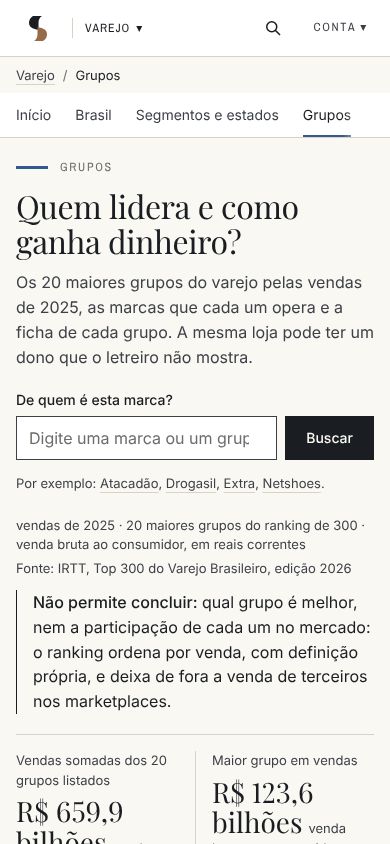 VAREJO ▼
CONTA ▼
Varejo / Grupos
Início Brasil Segmentos e estados Grupos
GRUPOS
Quem lidera e como
ganha dinheiro?
Os 20 maiores grupos do varejo pelas vendas
de 2025, as marcas que cada um opera e a
ficha de cada grupo. A mesma loja pode ter um
dono que o letreiro não mostra.
De quem é esta marca?
Digite uma marca ou um grup
Buscar
Por exemplo: Atacadão, Drogasil, Extra, Netshoes.
vendas de 2025 · 20 maiores grupos do ranking de 300 ·
venda bruta ao consumidor, em reais correntes
Fonte: IRTT, Top 300 do Varejo Brasileiro, edição 2026
Não permite concluir: qual grupo é melhor,
nem a participação de cada um no mercado:
o ranking ordena por venda, com definição
própria, e deixa de fora a venda de terceiros
nos marketplaces.
Vendas somadas dos 20
grupos listados
R$ 659,9
bilhões
Maior grupo em vendas
R$ 123,6
bilhões venda